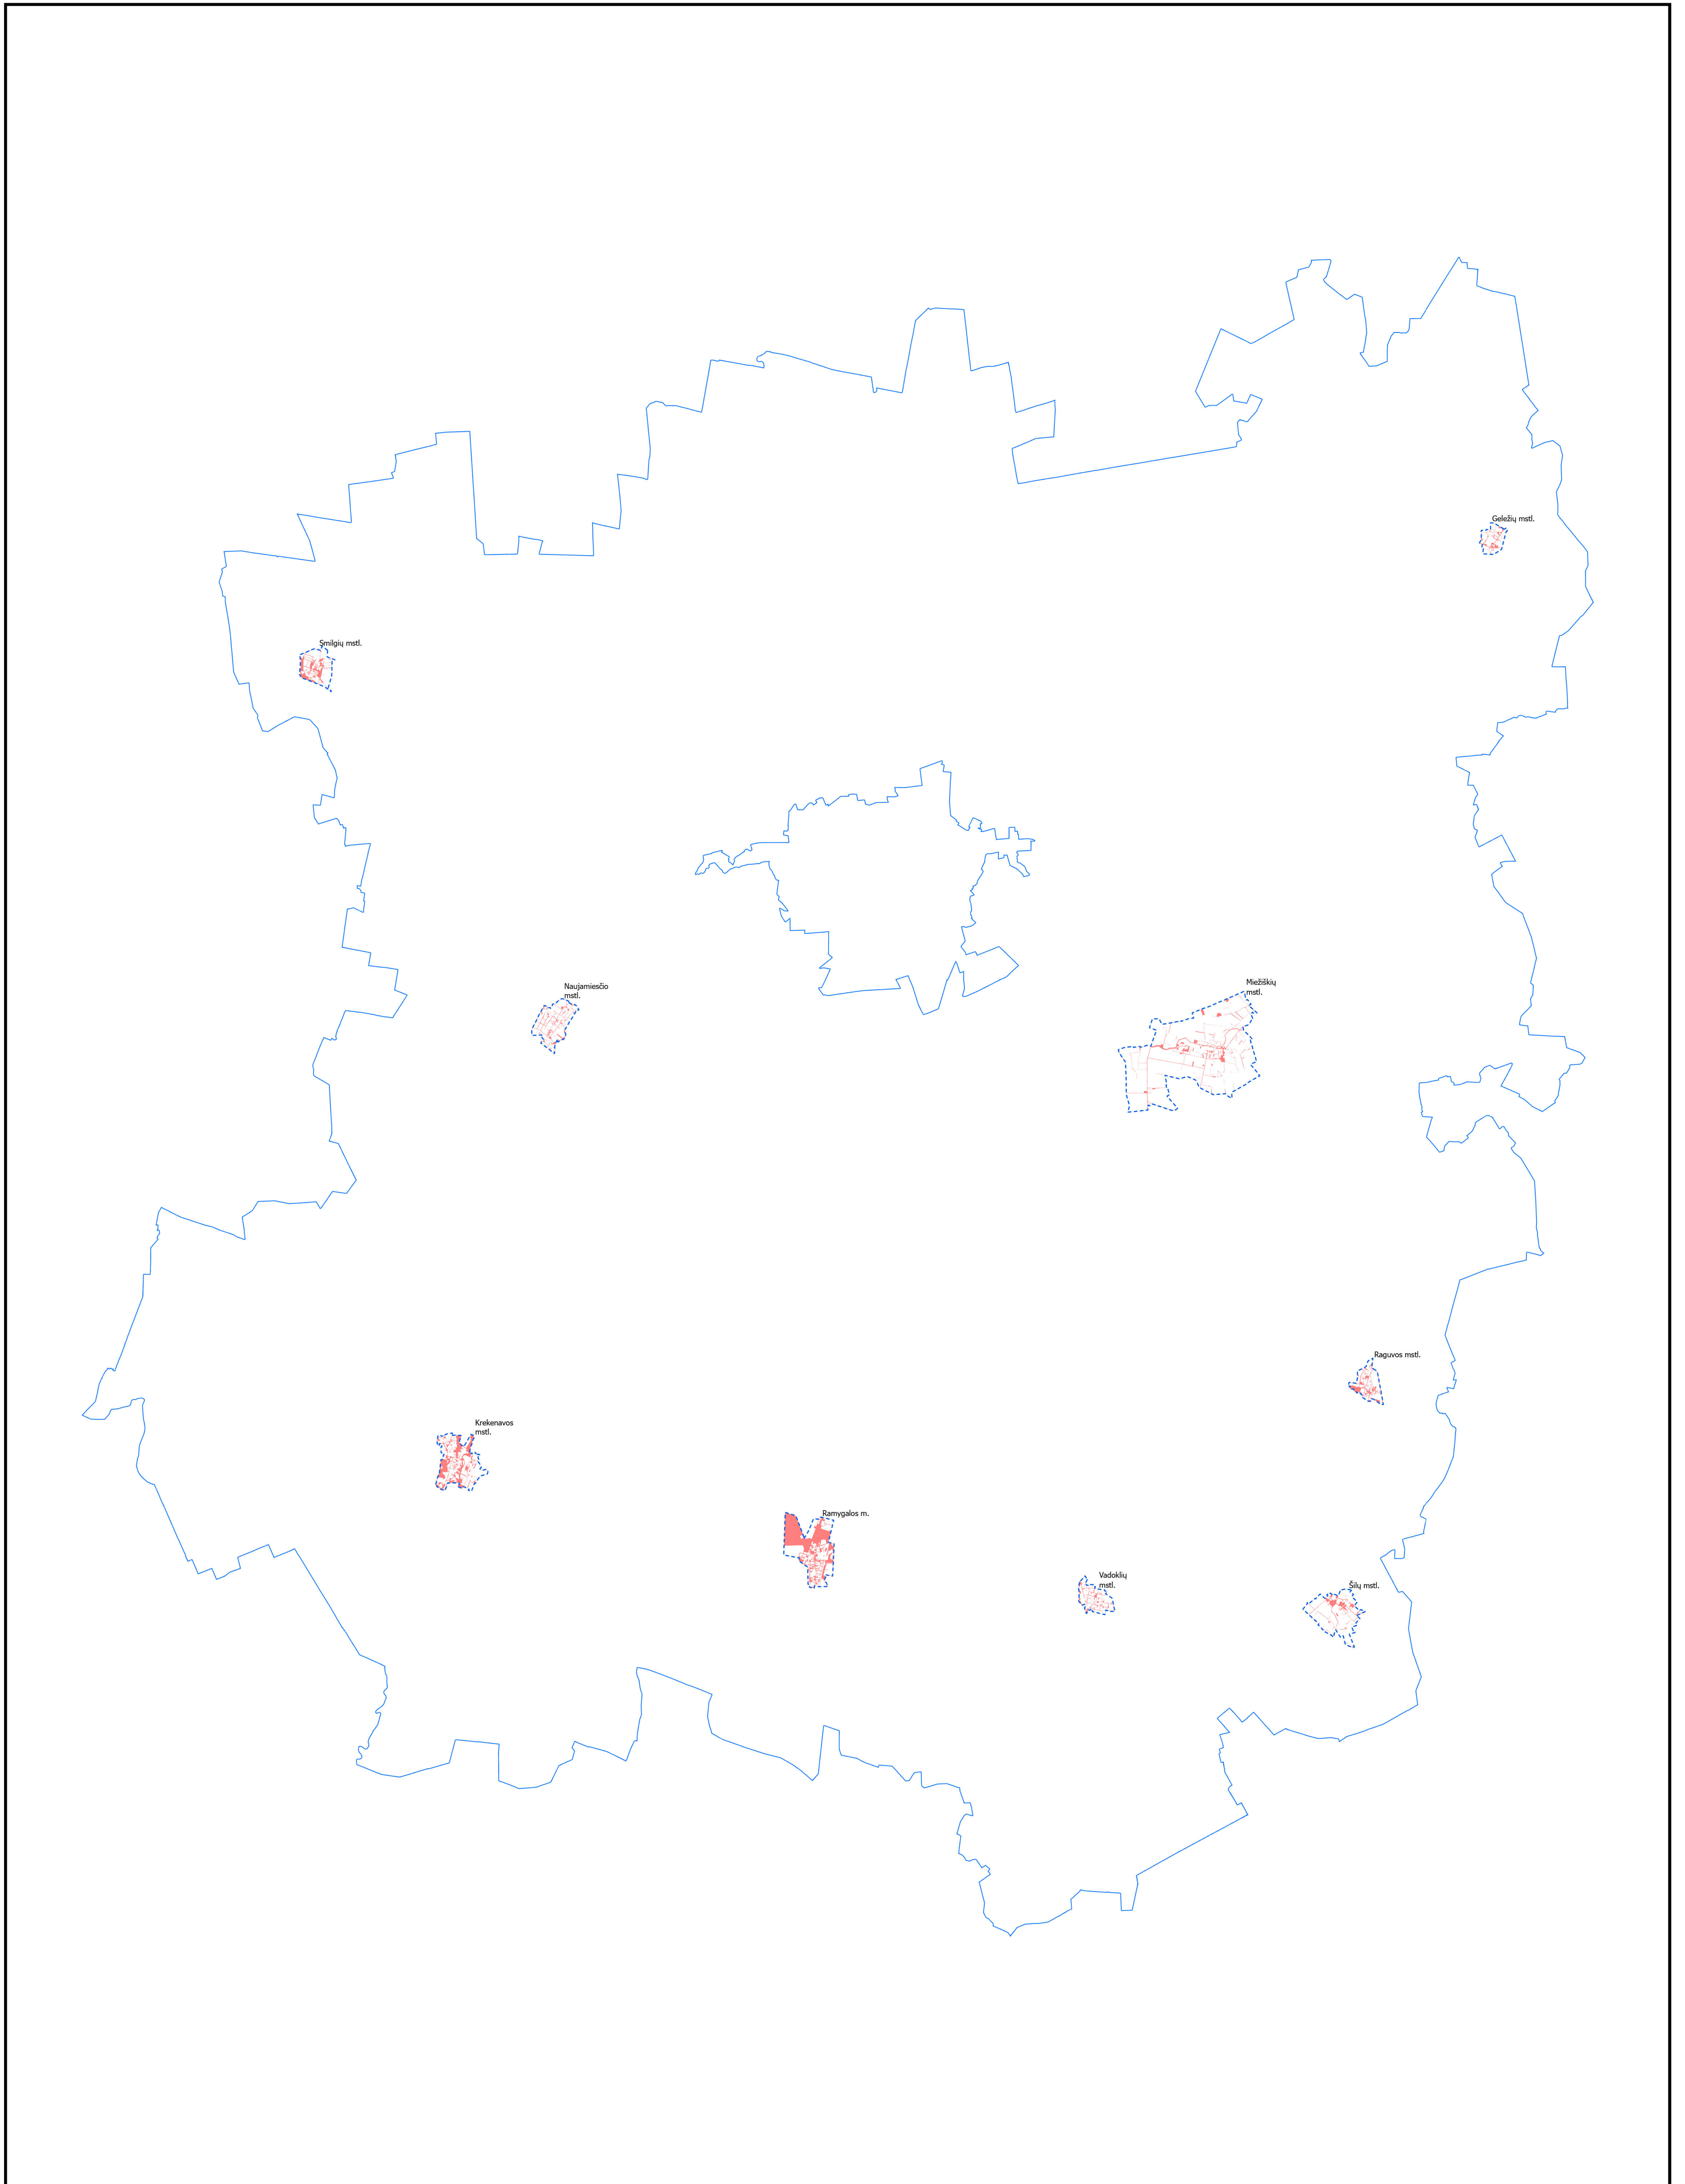 Geležių mstl.
Smilgių mstl.
Naujamiesčio
mstl.
Miežiškių
mstl.
Raguvos mstl.
Krekenavos
mstl.
Ramygalos m.
Vadoklių
mstl.
Šilų mstl.